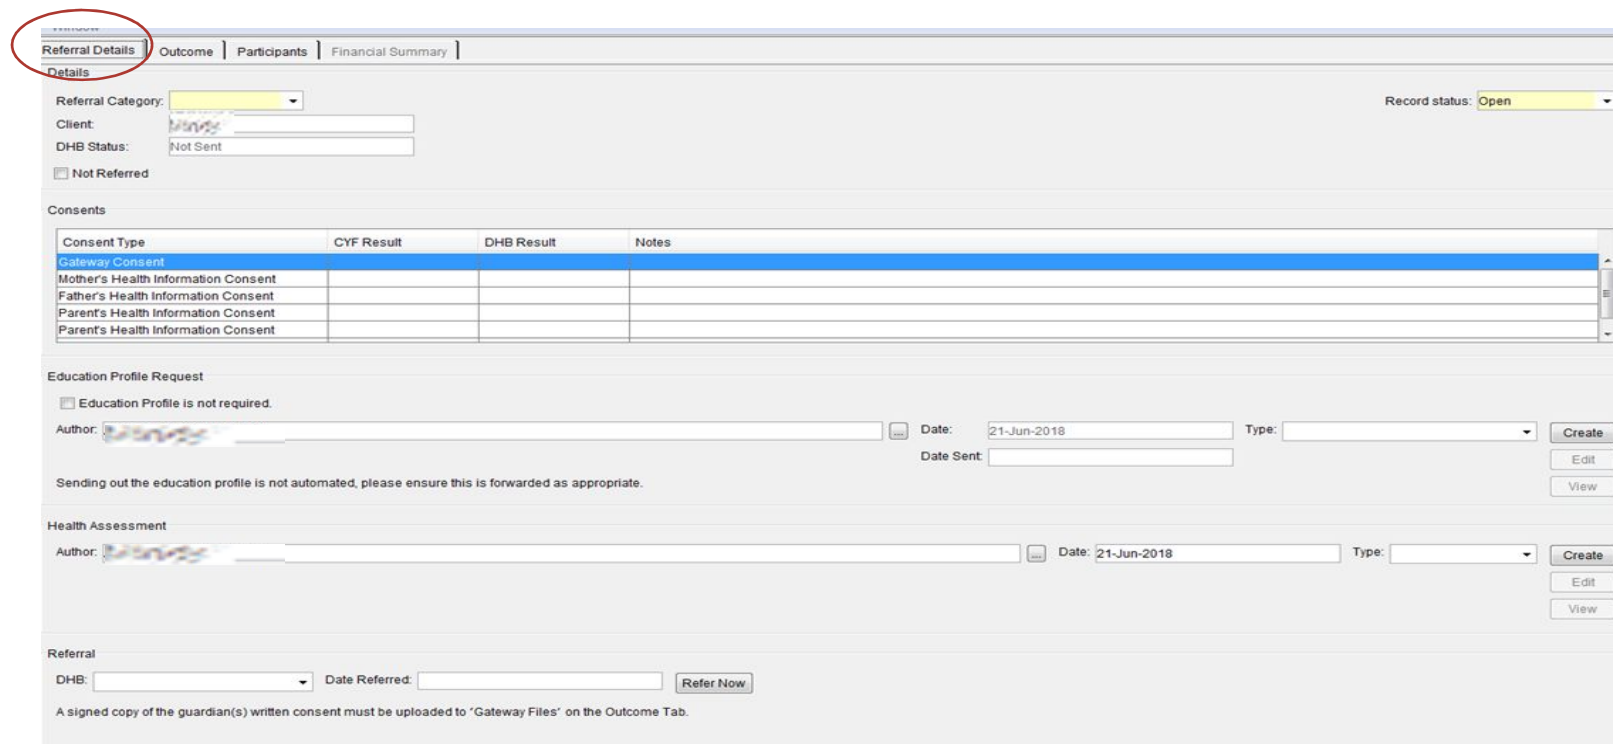 Window
Referral Details Outcome Participants Financial Summary
Details
Referral Category: Record status: Open
Client:
DHB Status: Not Sent
Not Referred
Consents
Consent Type CYF Result DHB Result Notes
Gateway Consent
Mother's Health Information Consent
Father's Health Information Consent
Parent's Health Information Consent
Parent's Health Information Consent
Education Profile Request
Education Profile is not required.
Author: ... Date: 21-Jun-2018 Type: Create
Date Sent: Edit
Sending out the education profile is not automated, please ensure this is forwarded as appropriate. View
Health Assessment
Author: ... Date: 21-Jun-2018 Type: Create
Edit
View
Referral
DHB: Date Referred: Refer Now
A signed copy of the guardian(s) written consent must be uploaded to "Gateway Files" on the Outcome Tab.